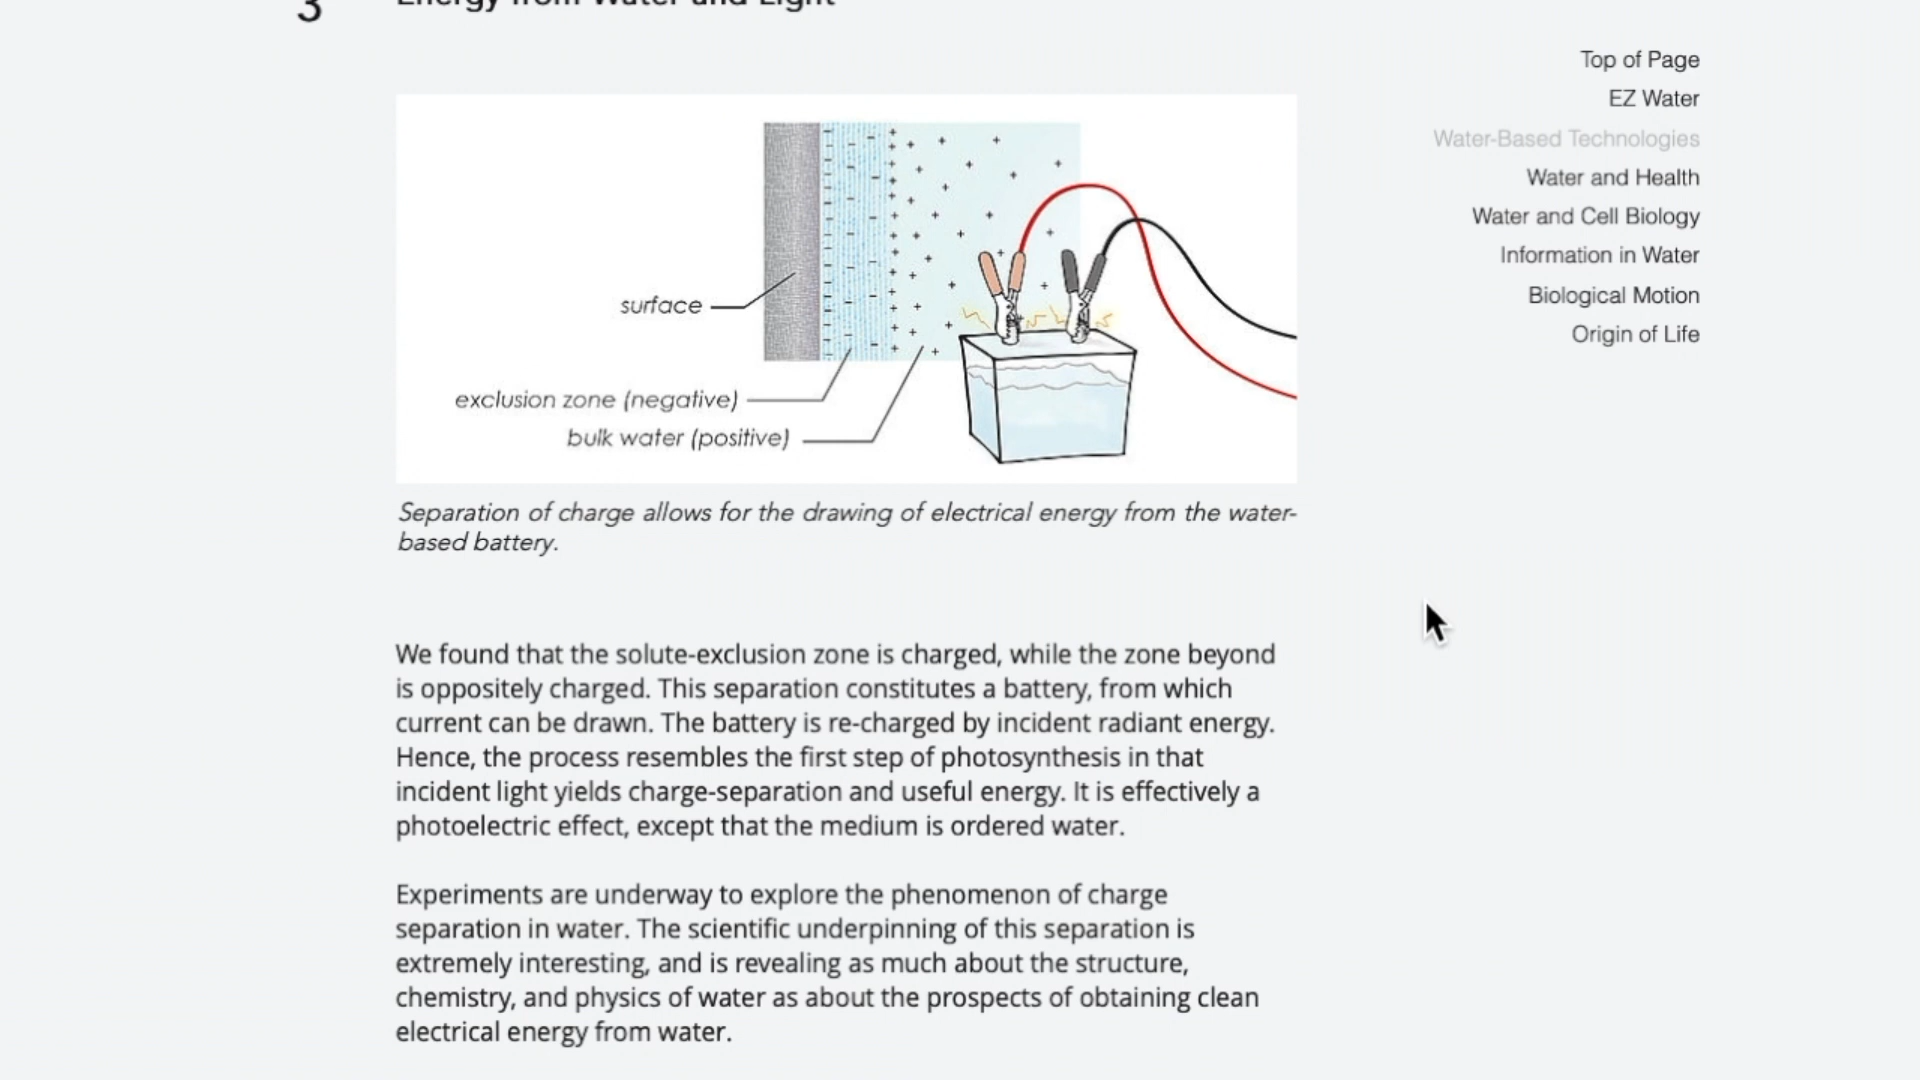 3 Energy from Water and Light
Top of Page
EZ Water
Water-Based Technologies
Water and Health
Water and Cell Biology
Information in Water
Biological Motion
Origin of Life
surface
exclusion zone (negative)
bulk water (positive)
Separation of charge allows for the drawing of electrical energy from the water-
based battery.
We found that the solute-exclusion zone is charged, while the zone beyond
is oppositely charged. This separation constitutes a battery, from which
current can be drawn. The battery is re-charged by incident radiant energy.
Hence, the process resembles the first step of photosynthesis in that
incident light yields charge-separation and useful energy. It is effectively a
photoelectric effect, except that the medium is ordered water.
Experiments are underway to explore the phenomenon of charge
separation in water. The scientific underpinning of this separation is
extremely interesting, and is revealing as much about the structure,
chemistry, and physics of water as about the prospects of obtaining clean
electrical energy from water.